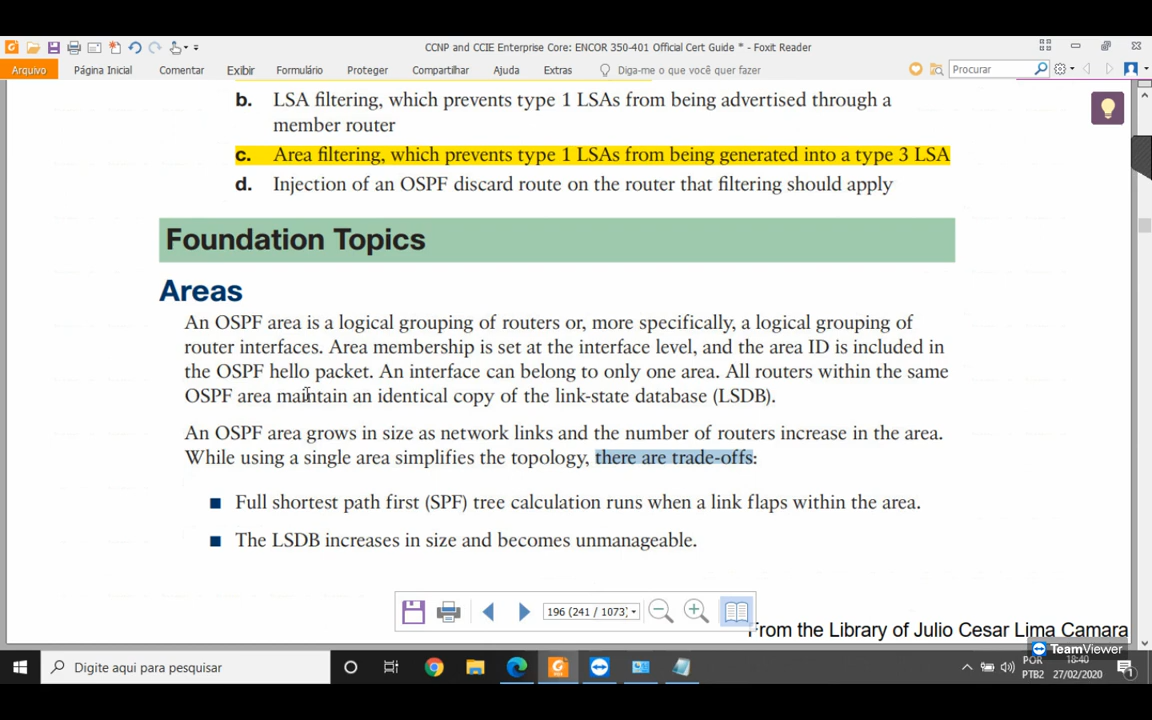 CCNP and CCIE Enterprise Core: ENCOR 350-401 Official Cert Guide * - Foxit Reader
Arquivo Página Inicial Comentar Exibir Formulário Proteger Compartilhar Ajuda Extras Diga-me o que você quer fazer Procurar
b. LSA filtering, which prevents type 1 LSAs from being advertised through a
member router
c. Area filtering, which prevents type 1 LSAs from being generated into a type 3 LSA
d. Injection of an OSPF discard route on the router that filtering should apply
Foundation Topics
Areas
An OSPF area is a logical grouping of routers or, more specifically, a logical grouping of
router interfaces. Area membership is set at the interface level, and the area ID is included in
the OSPF hello packet. An interface can belong to only one area. All routers within the same
OSPF area maintain an identical copy of the link-state database (LSDB).
An OSPF area grows in size as network links and the number of routers increase in the area.
While using a single area simplifies the topology, there are trade-offs:
■ Full shortest path first (SPF) tree calculation runs when a link flaps within the area.
■ The LSDB increases in size and becomes unmanageable.
196 (241 / 1073)
From the Library of Julio Cesar Lima Camara
TeamViewer
Digite aqui para pesquisar
POR 18:40
PTB2 27/02/2020
1